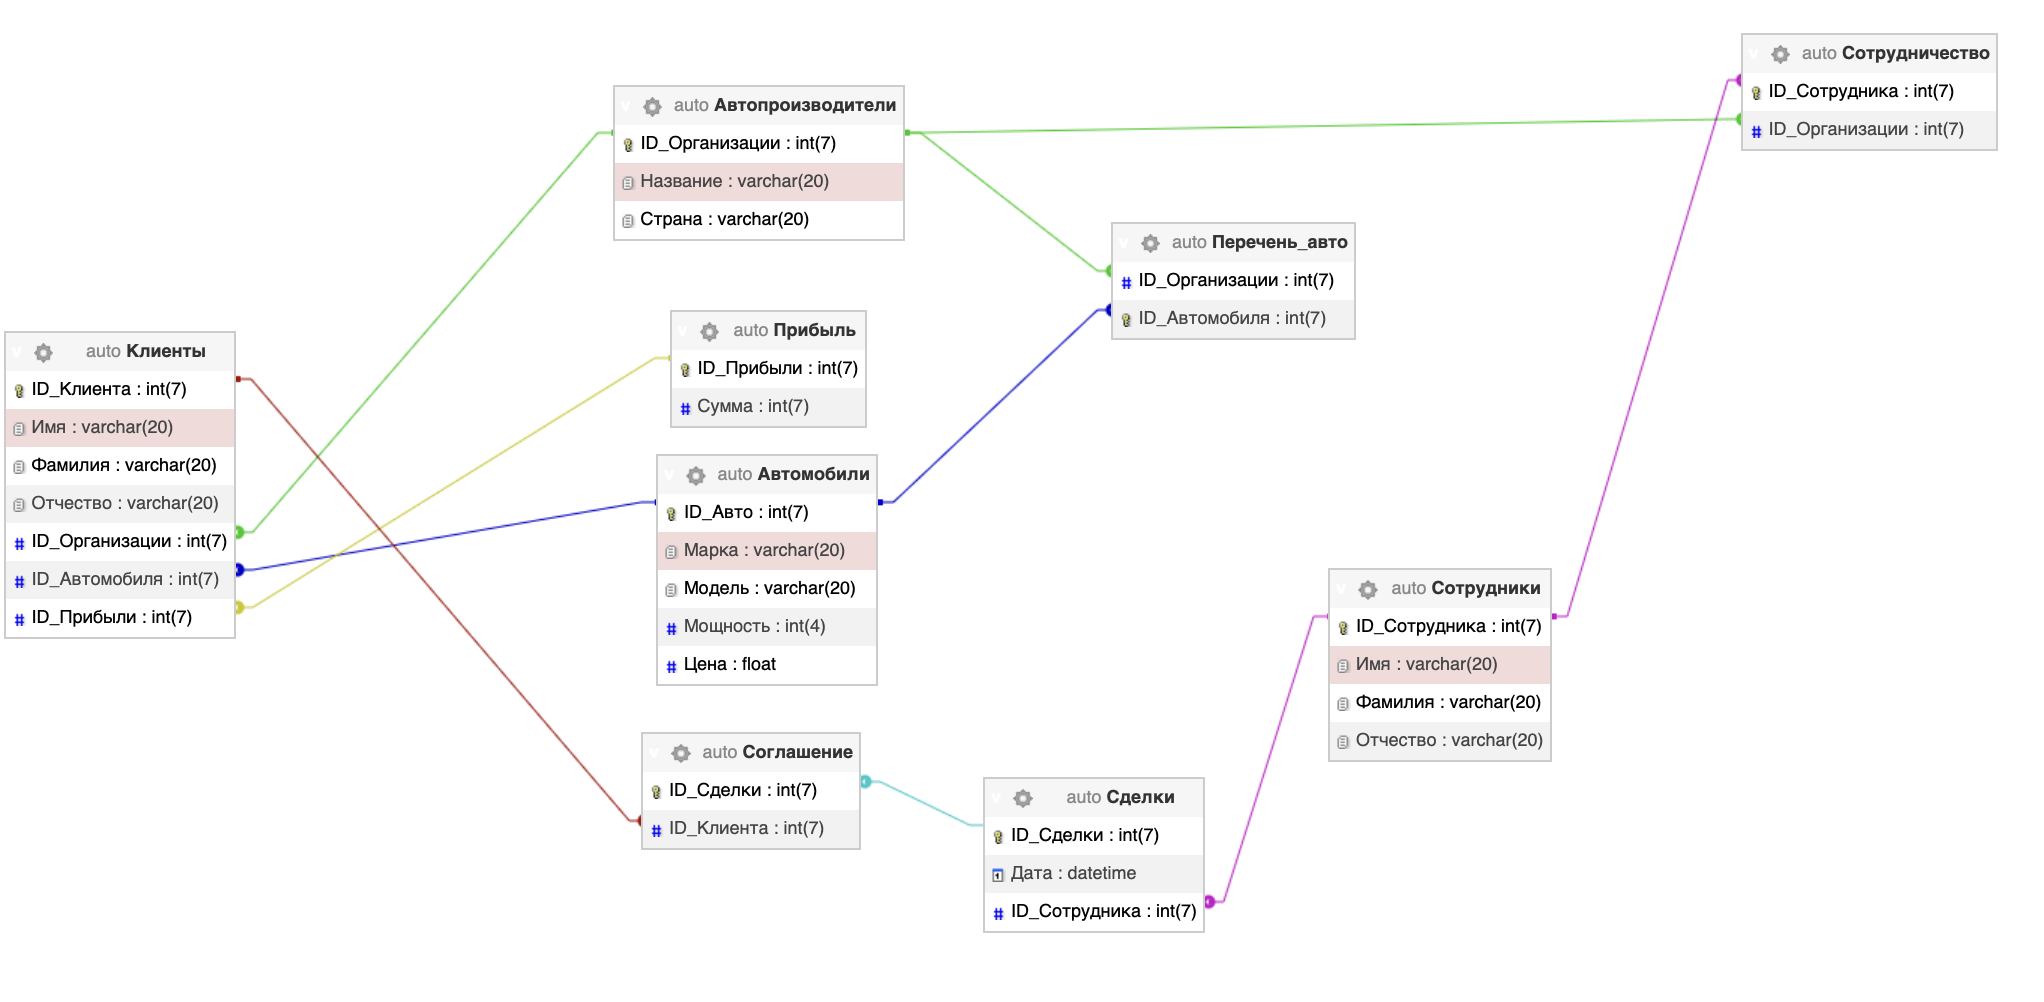 auto Сотрудничество
ID_Сотрудника : int(7)
ID_Организации : int(7)
auto Автопроизводители
ID_Организации : int(7)
Название : varchar(20)
Страна : varchar(20)
auto Перечень_авто
ID_Организации : int(7)
ID_Автомобиля : int(7)
auto Прибыль
ID_Прибыли : int(7)
Сумма : int(7)
auto Клиенты
ID_Клиента : int(7)
Имя : varchar(20)
Фамилия : varchar(20)
Отчество : varchar(20)
ID_Организации : int(7)
ID_Автомобиля : int(7)
ID_Прибыли : int(7)
auto Автомобили
ID_Авто : int(7)
Марка : varchar(20)
Модель : varchar(20)
Мощность : int(4)
Цена : float
auto Сотрудники
ID_Сотрудника : int(7)
Имя : varchar(20)
Фамилия : varchar(20)
Отчество : varchar(20)
auto Соглашение
ID_Сделки : int(7)
ID_Клиента : int(7)
auto Сделки
ID_Сделки : int(7)
Дата : datetime
ID_Сотрудника : int(7)